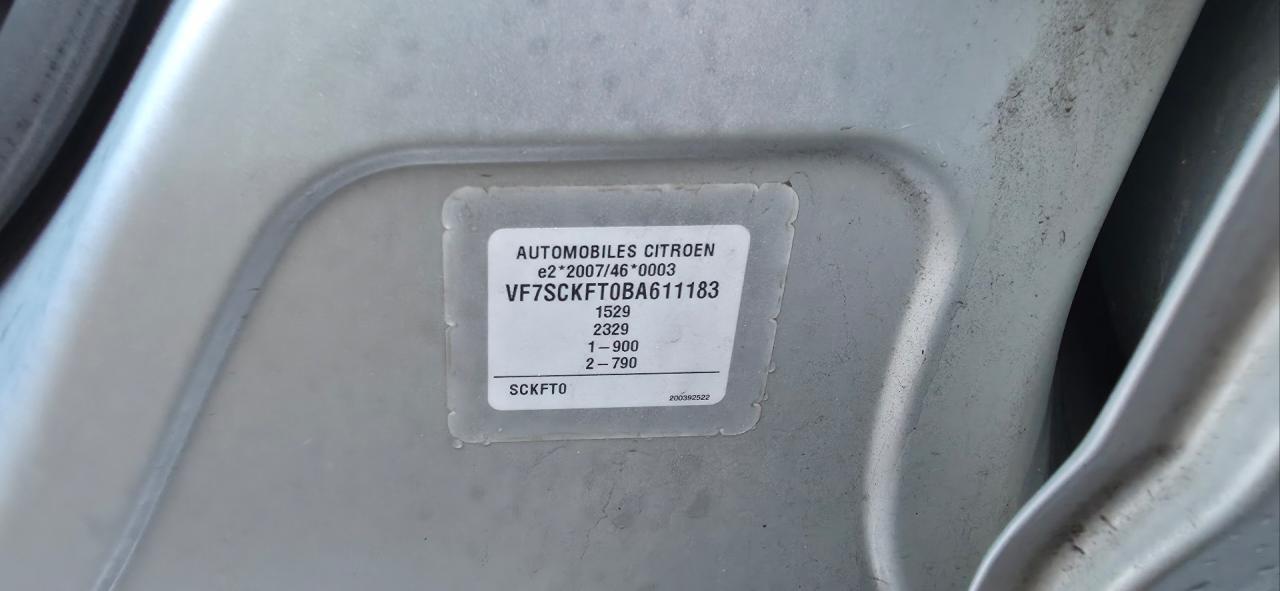 AUTOMOBILES CITROEN
e2*2007/46*0003
VF7SCKFT0BA611183
1529
2329
1-900
2-790
SCKFT0
200392522